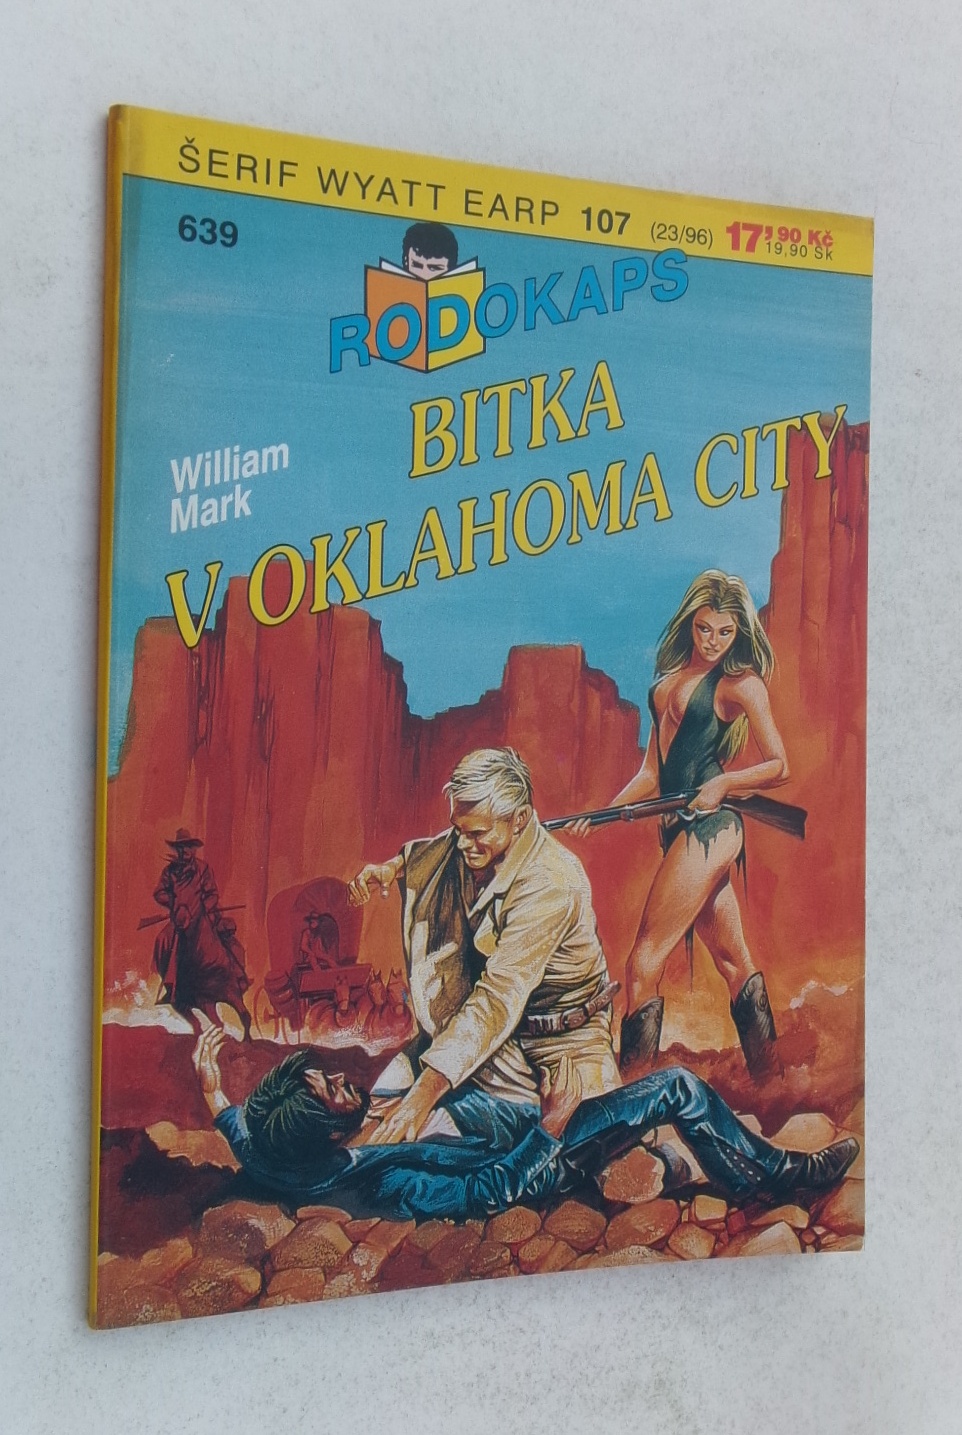 ŠERIF WYATT EARP 107 (23/96) 17,90 Kč
19,90 Sk
639
RODOKAPS
BITKA
V OKLAHOMA CITY
William
Mark